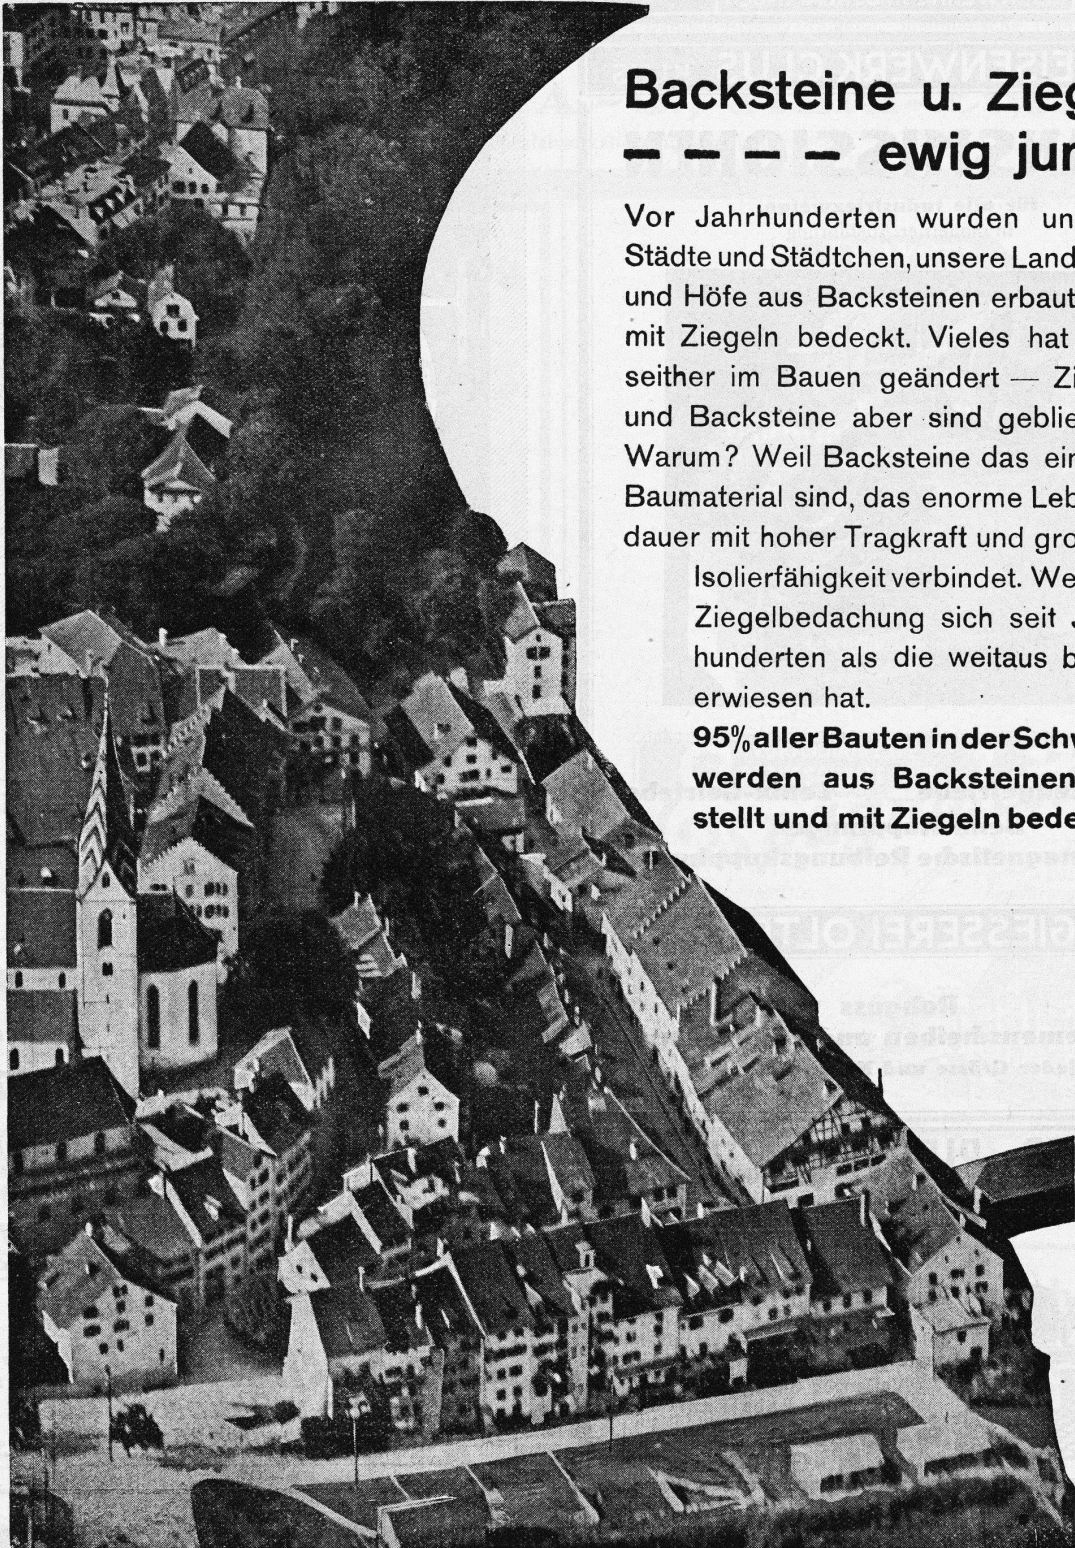 Backsteine u. Zieg
– – – – ewig jun
Vor Jahrhunderten wurden un
Städte und Städtchen, unsere Land
und Höfe aus Backsteinen erbaut
mit Ziegeln bedeckt. Vieles hat
seither im Bauen geändert — Zi
und Backsteine aber sind geblie
Warum? Weil Backsteine das ein
Baumaterial sind, das enorme Leb
dauer mit hoher Tragkraft und gro
Isolierfähigkeit verbindet. We
Ziegelbedachung sich seit J
hunderten als die weitaus b
erwiesen hat.
95% aller Bauten in der Schw
werden aus Backsteinen
stellt und mit Ziegeln bede